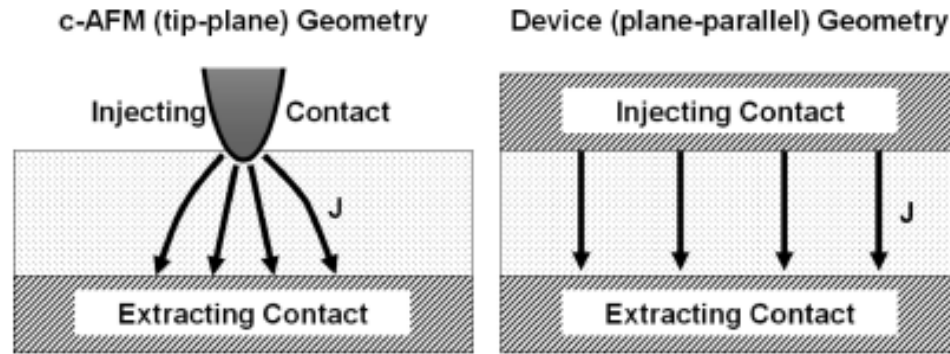 c-AFM (tip-plane) Geometry
Injecting Contact
J
Extracting Contact
Device (plane-parallel) Geometry
Injecting Contact
J
Extracting Contact